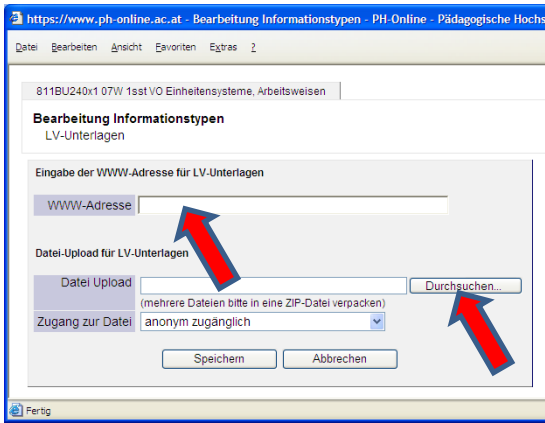 https://www.ph-online.ac.at - Bearbeitung Informationstypen - PH-Online - Pädagogische Hochs
Datei Bearbeiten Ansicht Favoriten Extras ?
811BU240x1 07W 1sst VO Einheitensysteme, Arbeitsweisen
Bearbeitung Informationstypen
LV-Unterlagen
Eingabe der WWW-Adresse für LV-Unterlagen
WWW-Adresse
Datei-Upload für LV-Unterlagen
Datei Upload Durchsuchen...
(mehrere Dateien bitte in eine ZIP-Datei verpacken)
Zugang zur Datei anonym zugänglich
Speichern Abbrechen
Fertig